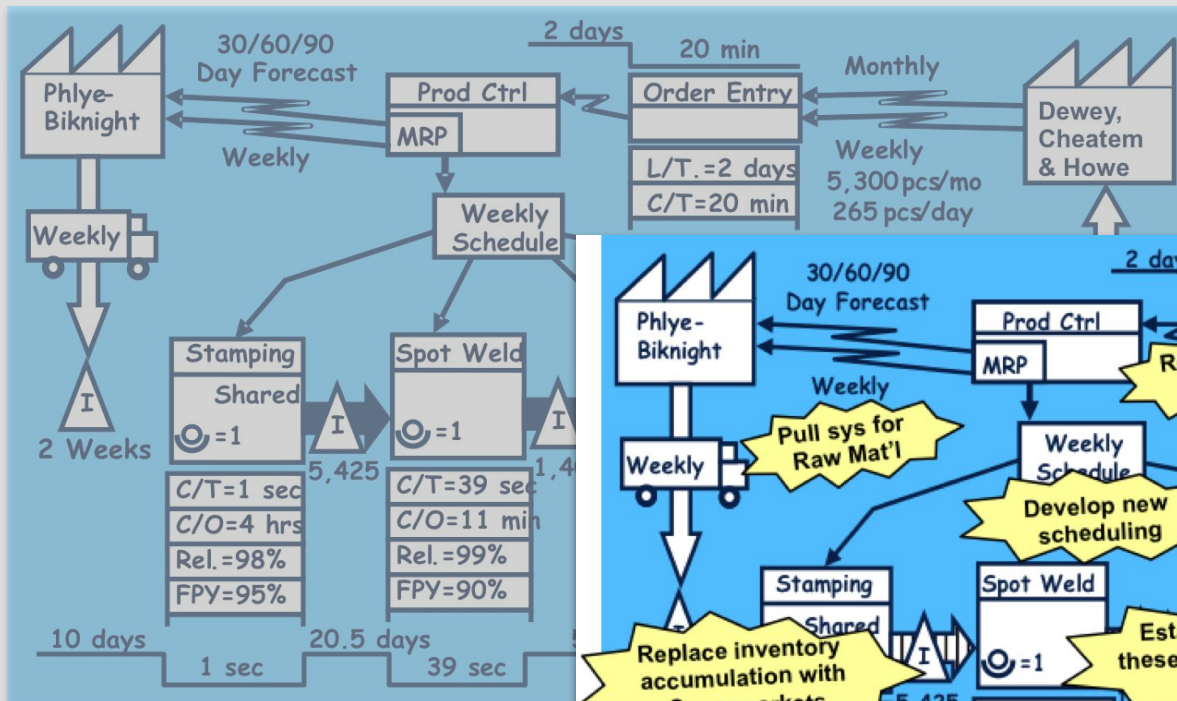 2 days
30/60/90
Day Forecast
20 min
Monthly
Phlye-
Biknight
Prod Ctrl
MRP
Order Entry
Dewey,
Cheatem
& Howe
Weekly
Weekly
5,300 pcs/mo
265 pcs/day
L/T.=2 days
C/T=20 min
Weekly
Weekly
Schedule
I
2 Weeks
Stamping
Shared
=1
I
5,425
Spot Weld
=1
I
C/T=1 sec
C/O=4 hrs
Rel.=98%
FPY=95%
C/T=39 sec
C/O=11 min
Rel.=99%
FPY=90%
10 days
1 sec
20.5 days
39 sec
30/60/90
Day Forecast
Phlye-
Biknight
Prod Ctrl
MRP
Weekly
Pull sys for
Raw Mat'l
Weekly
Weekly
Schedule
Develop new
scheduling
Stamping
Shared
I
5,425
Spot Weld
=1
Replace inventory
accumulation with
these